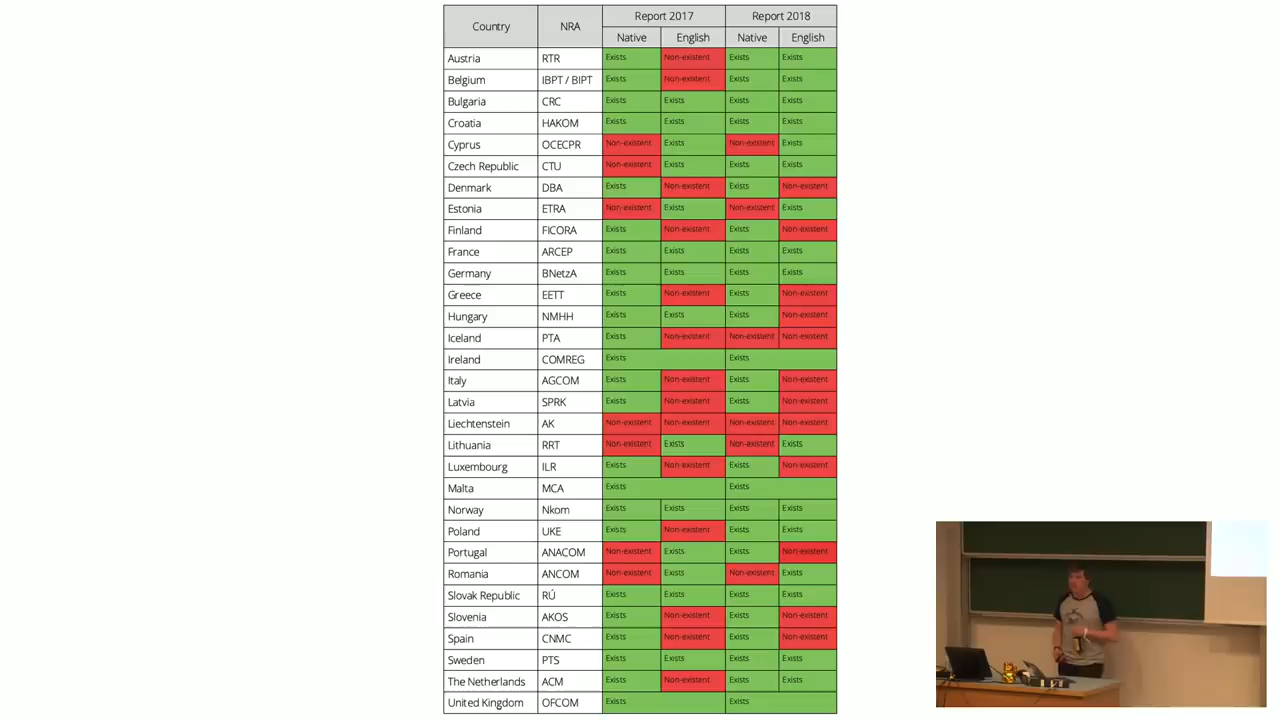 Country NRA Report 2017 Report 2018
Native English Native English
Austria RTR Exists Non-existent Exists Exists
Belgium IBPT / BIPT Exists Non-existent Exists Exists
Bulgaria CRC Exists Exists Exists Exists
Croatia HAKOM Exists Exists Exists Exists
Cyprus OCECPR Non-existent Exists Non-existent Exists
Czech Republic CTU Non-existent Exists Exists Exists
Denmark DBA Exists Non-existent Exists Non-existent
Estonia ETRA Non-existent Exists Non-existent Exists
Finland FICORA Exists Non-existent Exists Non-existent
France ARCEP Exists Exists Exists Exists
Germany BNetzA Exists Exists Exists Exists
Greece EETT Exists Non-existent Exists Non-existent
Hungary NMHH Exists Exists Exists Non-existent
Iceland PTA Exists Non-existent Non-existent Non-existent
Ireland COMREG Exists Exists
Italy AGCOM Exists Non-existent Exists Non-existent
Latvia SPRK Exists Non-existent Exists Non-existent
Liechtenstein AK Non-existent Non-existent Non-existent Non-existent
Lithuania RRT Non-existent Exists Non-existent Exists
Luxembourg ILR Exists Non-existent Exists Non-existent
Malta MCA Exists Exists
Norway Nkom Exists Exists Exists Exists
Poland UKE Exists Non-existent Exists Exists
Portugal ANACOM Non-existent Exists Exists Non-existent
Romania ANCOM Non-existent Exists Non-existent Exists
Slovak Republic RÚ Exists Exists Exists Exists
Slovenia AKOS Exists Non-existent Exists Non-existent
Spain CNMC Exists Non-existent Exists Non-existent
Sweden PTS Exists Exists Exists Exists
The Netherlands ACM Exists Non-existent Exists Exists
United Kingdom OFCOM Exists Exists